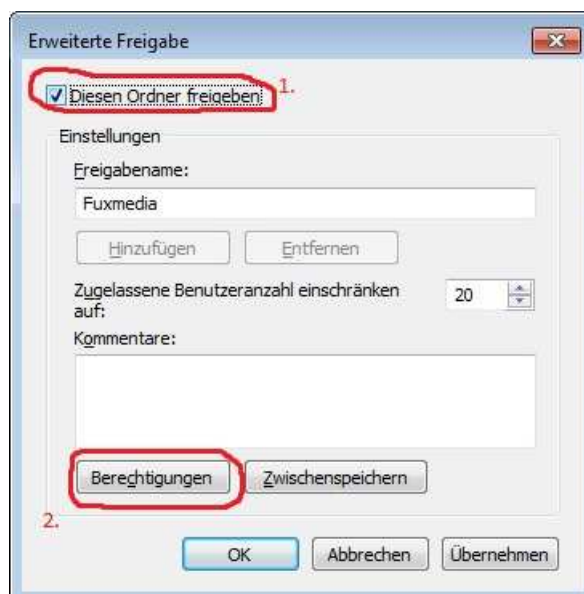 Erweiterte Freigabe
Diesen Ordner freigeben 1.
Einstellungen
Freigabename:
Fuxmedia
Hinzufügen Entfernen
Zugelassene Benutzeranzahl einschränken 20
auf:
Kommentare:
Berechtigungen Zwischenspeichern
2.
OK Abbrechen Übernehmen